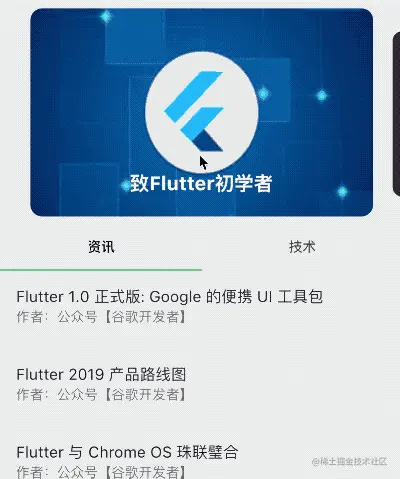 致Flutter初学者
资讯 技术
Flutter 1.0 正式版: Google 的便携 UI 工具包
作者：公众号【谷歌开发者】
Flutter 2019 产品路线图
作者：公众号【谷歌开发者】
Flutter 与 Chrome OS 珠联璧合
作者：公众号【谷歌开发者】
@稀土掘金技术社区